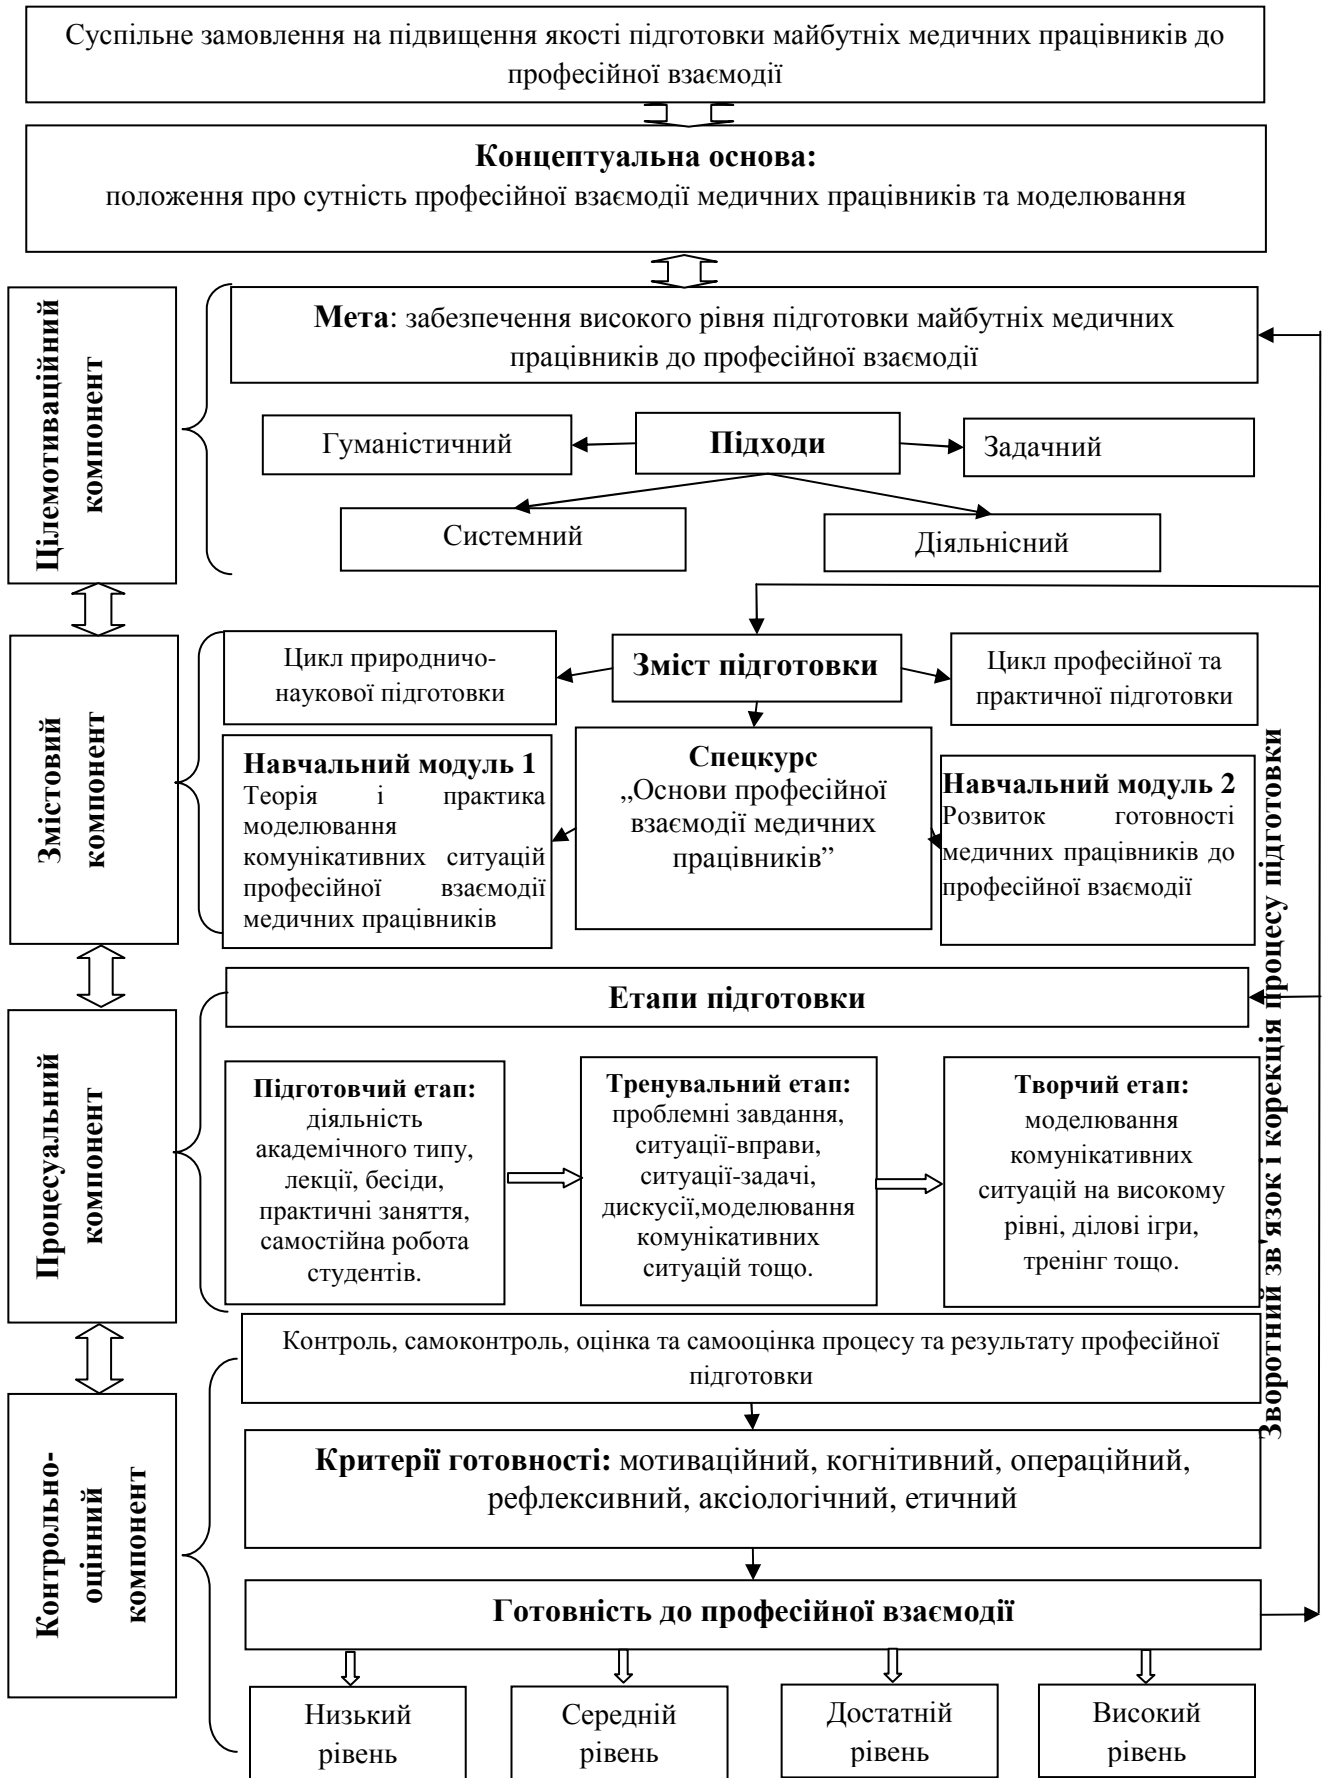 Суспільне замовлення на підвищення якості підготовки майбутніх медичних працівників до
професійної взаємодії
Концептуальна основа:
положення про сутність професійної взаємодії медичних працівників та моделювання
Цілемотиваційний
компонент
Мета: забезпечення високого рівня підготовки майбутніх медичних
працівників до професійної взаємодії
Гуманістичний
Підходи
Задачний
Системний
Діяльнісний
Змістовий
компонент
Цикл природничо-
наукової підготовки
Зміст підготовки
Цикл професійної та
практичної підготовки
Навчальний модуль 1
Теорія і практика
моделювання
комунікативних ситуацій
професійної взаємодії
медичних працівників
Спецкурс
„Основи професійної
взаємодії медичних
працівників”
Навчальний модуль 2
Розвиток готовності
медичних працівників до
професійної взаємодії
Зворотний зв'язок і корекція процесу підготовки
Процесуальний
компонент
Етапи підготовки
Підготовчий етап:
діяльність
академічного типу,
лекції, бесіди,
практичні заняття,
самостійна робота
студентів.
Тренувальний етап:
проблемні завдання,
ситуації-вправи,
ситуації-задачі,
дискусії,моделювання
комунікативних
ситуацій тощо.
Творчий етап:
моделювання
комунікативних
ситуацій на високому
рівні, ділові ігри,
тренінг тощо.
Контрольно-
оцінний
компонент
Контроль, самоконтроль, оцінка та самооцінка процесу та результату професійної
підготовки
Критерії готовності: мотиваційний, когнітивний, операційний,
рефлексивний, аксіологічний, етичний
Готовність до професійної взаємодії
Низький
рівень
Середній
рівень
Достатній
рівень
Високий
рівень